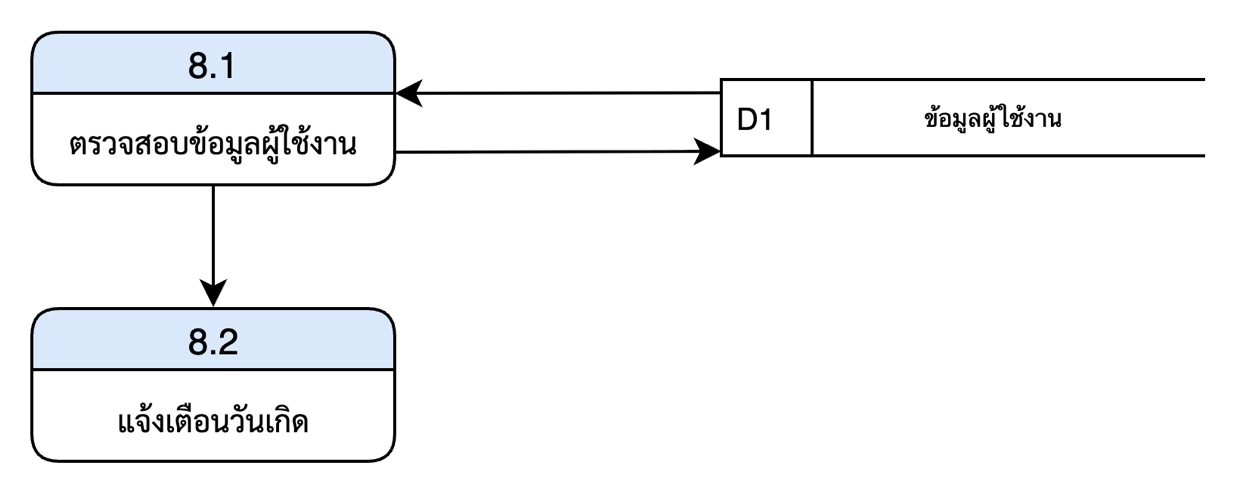 8.1
ตรวจสอบข้อมูลผู้ใช้งาน
D1
ข้อมูลผู้ใช้งาน
8.2
แจ้งเตือนวันเกิด